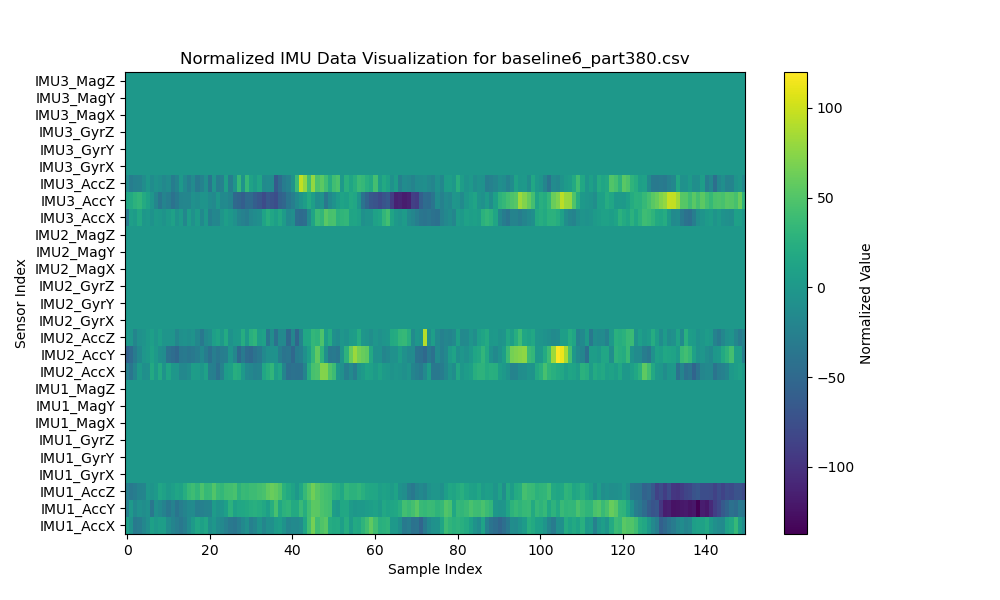 Normalized IMU Data Visualization for baseline6_part380.csv
Sensor Index
IMU3_MagZ
IMU3_MagY
IMU3_MagX
IMU3_GyrZ
IMU3_GyrY
IMU3_GyrX
IMU3_AccZ
IMU3_AccY
IMU3_AccX
IMU2_MagZ
IMU2_MagY
IMU2_MagX
IMU2_GyrZ
IMU2_GyrY
IMU2_GyrX
IMU2_AccZ
IMU2_AccY
IMU2_AccX
IMU1_MagZ
IMU1_MagY
IMU1_MagX
IMU1_GyrZ
IMU1_GyrY
IMU1_GyrX
IMU1_AccZ
IMU1_AccY
IMU1_AccX
0 20 40 60 80 100 120 140
Sample Index
100
50
0
−50
−100
Normalized Value